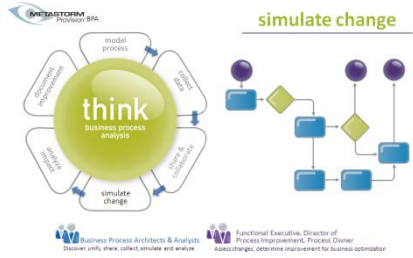 METASTORM
ProVision BPA
simulate change
model
process
collect
data
share &
collaborate
simulate
change
analyze
impact
document
improvement
think
business process
analysis
Business Process Architects & Analysts
Discover, unify, share, collect, simulate and analyze
Functional Executive, Director of
Process Improvement, Process Owner
Assess changes, determine improvement for business optimization